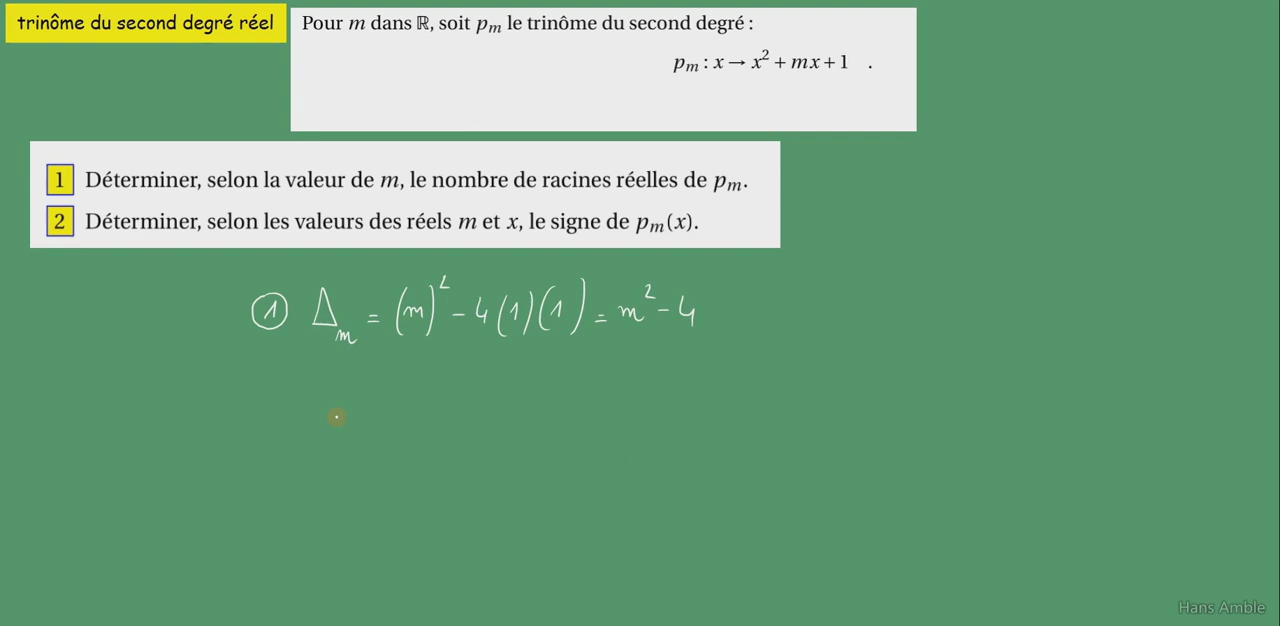 trinôme du second degré réel
Pour m dans ℝ, soit pₘ le trinôme du second degré :
pₘ : x → x² + mx + 1 .
1 Déterminer, selon la valeur de m, le nombre de racines réelles de pₘ.
2 Déterminer, selon les valeurs des réels m et x, le signe de pₘ(x).
① Δₘ = (m)² − 4(1)(1) = m² − 4
Hans Amble